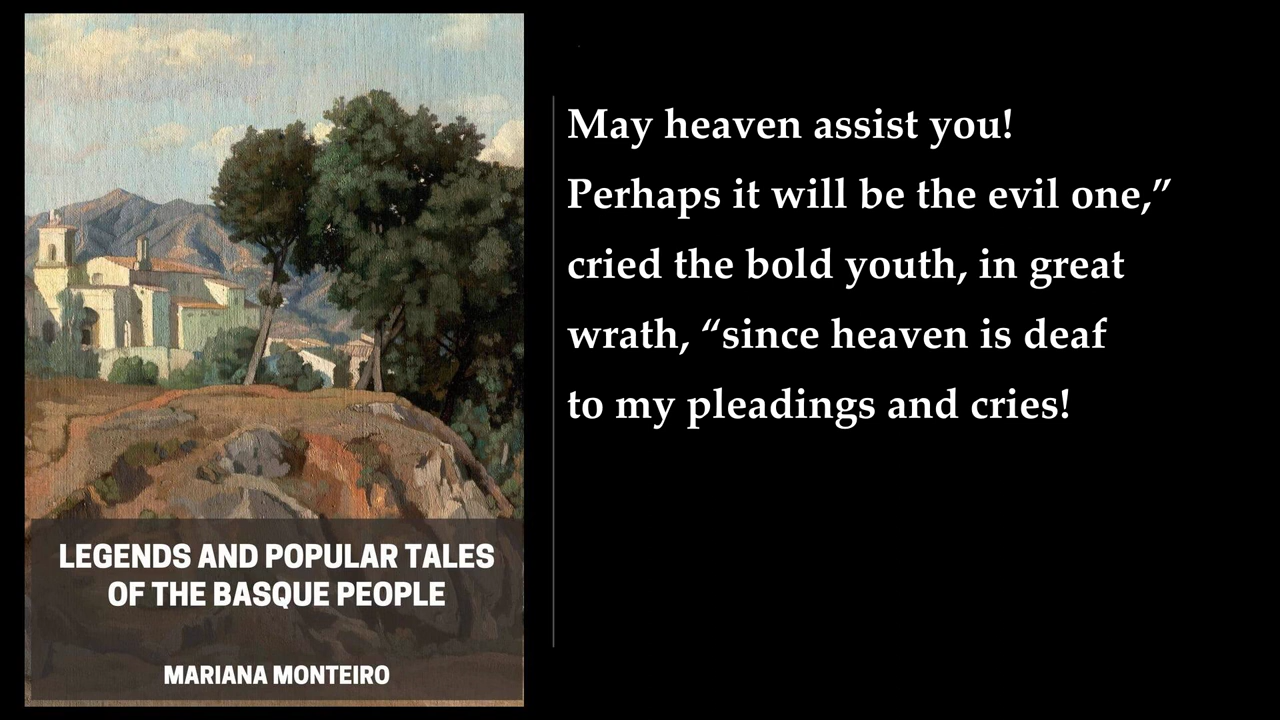 May heaven assist you!
Perhaps it will be the evil one,”
cried the bold youth, in great
wrath, “since heaven is deaf
to my pleadings and cries!
LEGENDS AND POPULAR TALES
OF THE BASQUE PEOPLE
MARIANA MONTEIRO